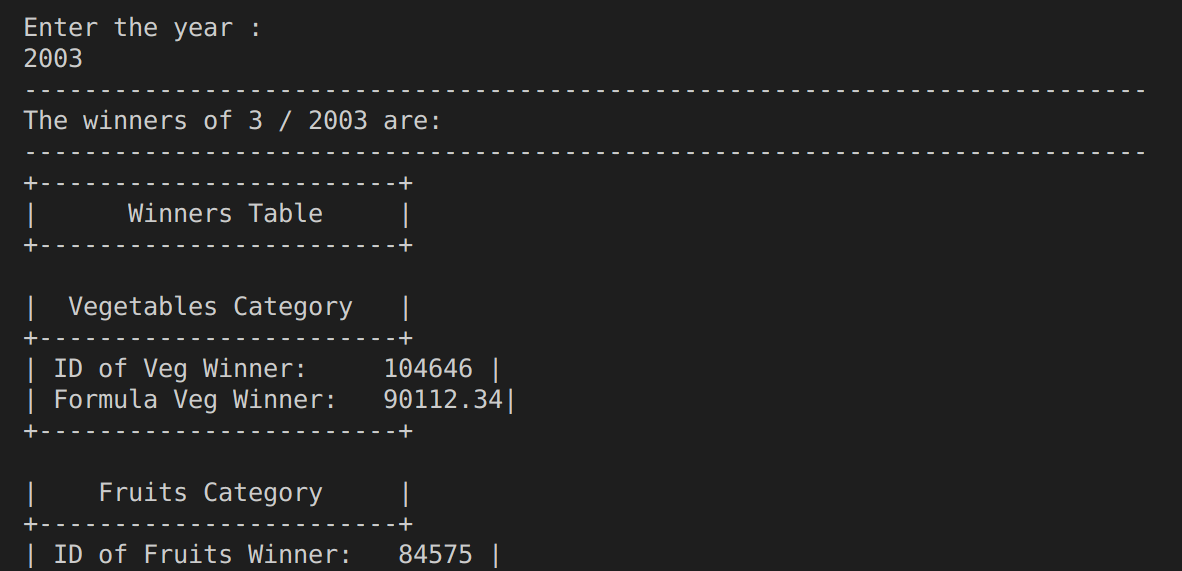 Enter the year :
2003
---------------------------------------------------------------------------
The winners of 3 / 2003 are:
---------------------------------------------------------------------------
+------------------------+
|      Winners Table     |
+------------------------+

|  Vegetables Category   |
+------------------------+
| ID of Veg Winner:     104646 |
| Formula Veg Winner:   90112.34|
+------------------------+

|    Fruits Category     |
+------------------------+
| ID of Fruits Winner:   84575 |